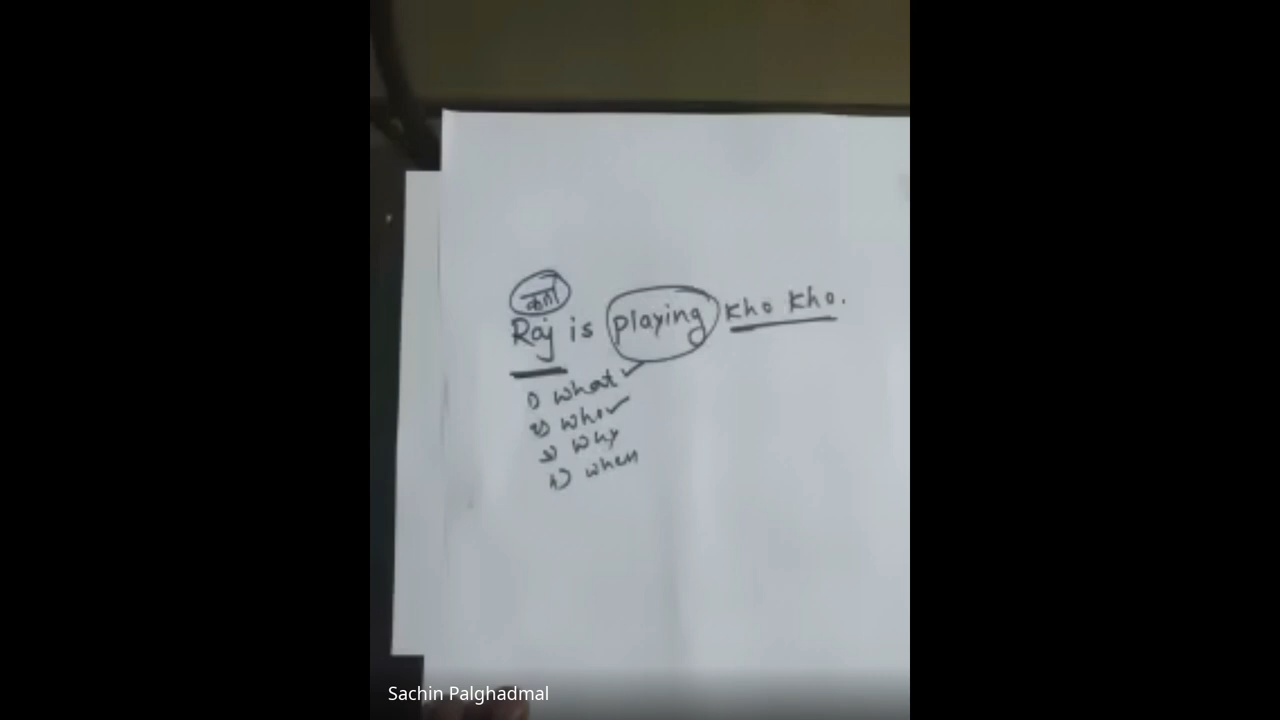 कर्ता
Raj is playing Kho Kho.
1) what ✓
2) who ✓
3) why
4) when
Sachin Palghadmal